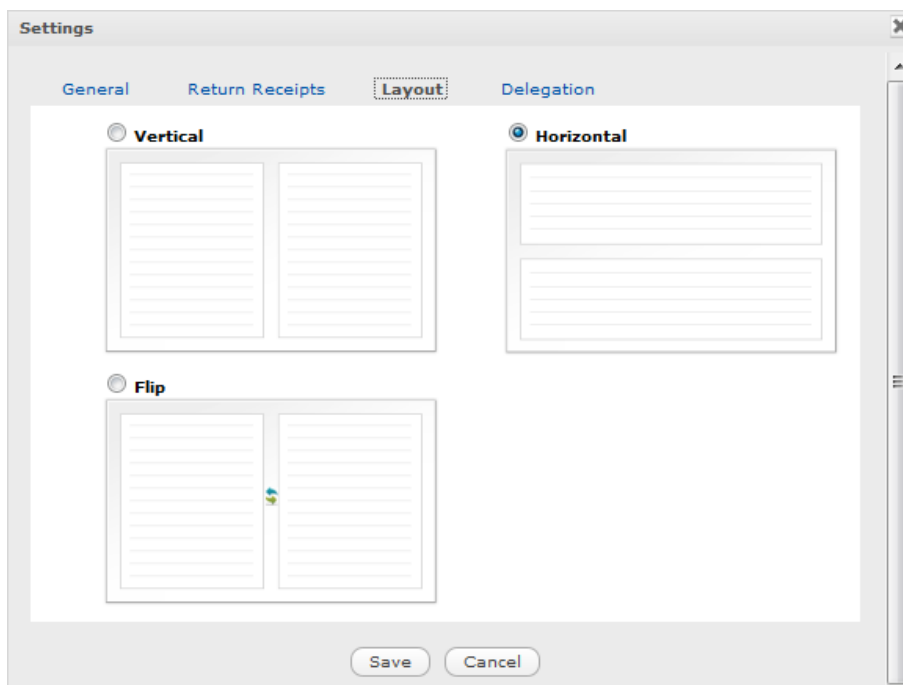 Settings
General Return Receipts Layout Delegation
Vertical Horizontal
Flip
Save Cancel